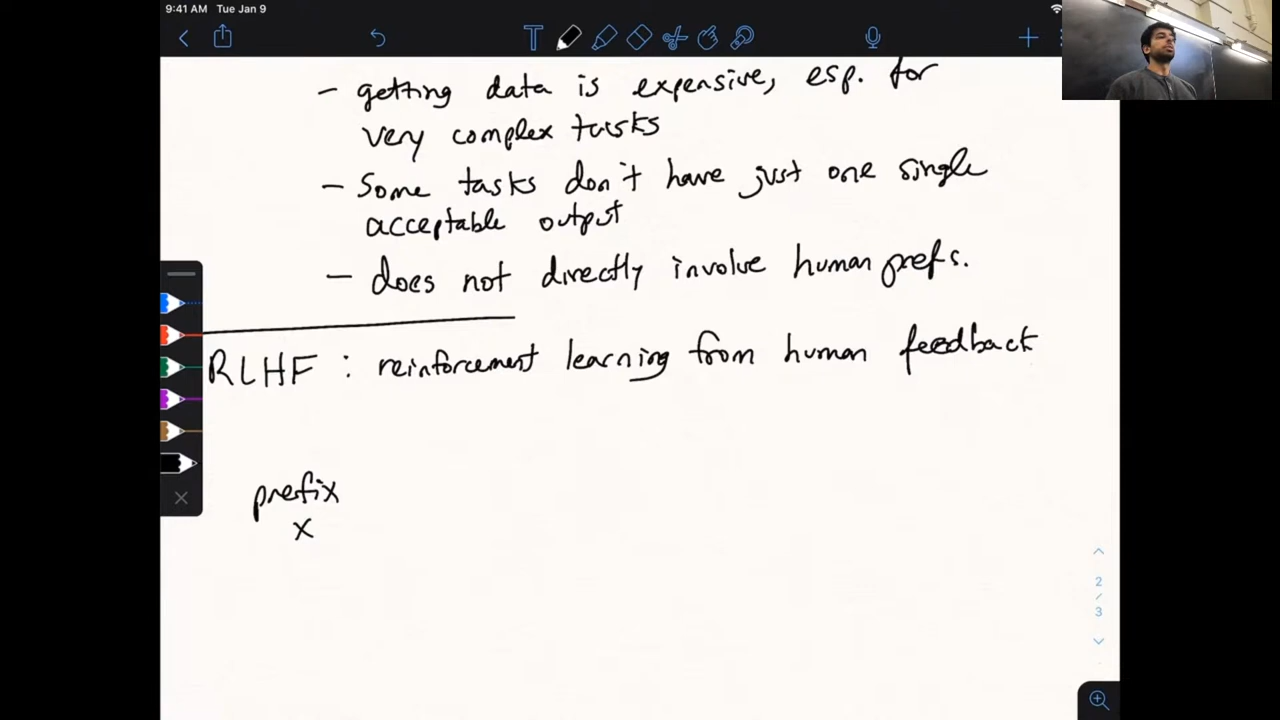 9:41 AM Tue Jan 9
T
- getting data is expensive, esp. for
very complex tasks
- Some tasks don't have just one single
acceptable output
- does not directly involve human prefs.
RLHF : reinforcement learning from human feedback
prefix
x
2
/
3